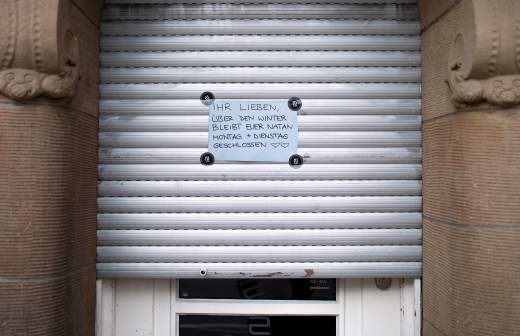 IHR LIEBEN,
ÜBER DEN WINTER
BLEIBT EUER NATAN
MONTAG + DIENSTAG
GESCHLOSSEN ♡♡